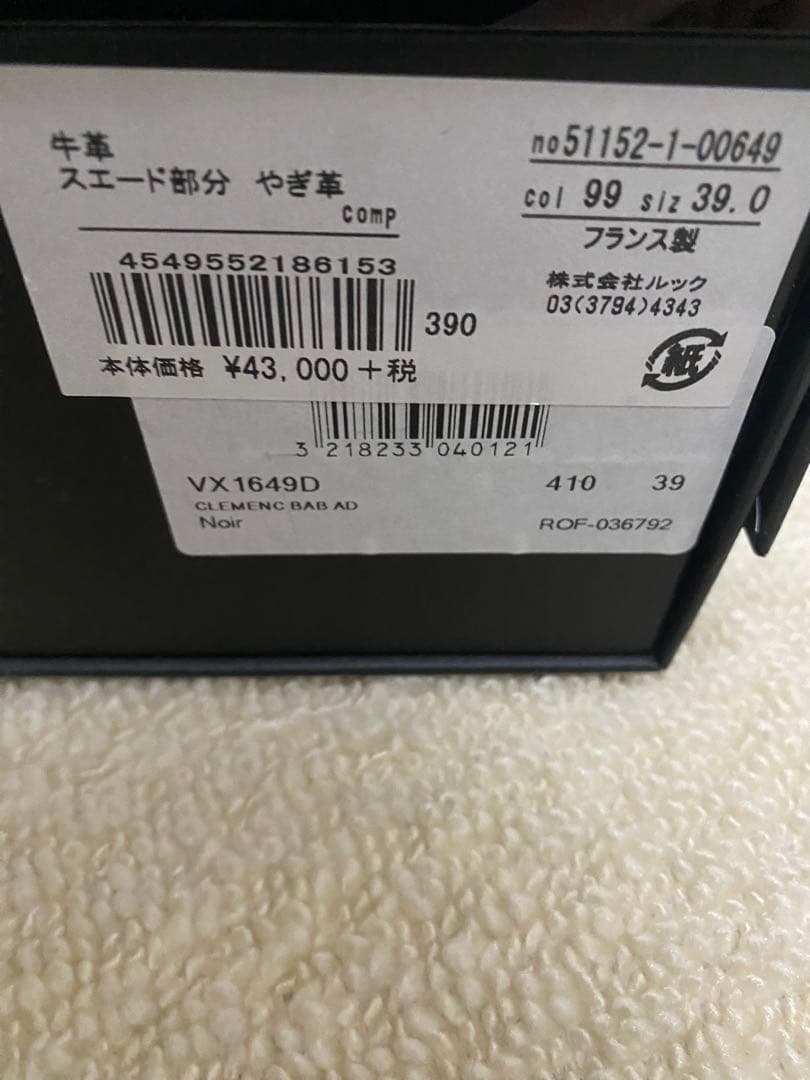 牛革
スエード部分 やぎ革
comp
4549552186153
390
本体価格 ¥43,000+税
no51152-1-00649
col 99 siz 39.0
フランス製
株式会社ルック
03(3794)4343
紙
3 218233 040121
VX1649D 410 39
CLEMENC BAB AD
Noir ROF-036792